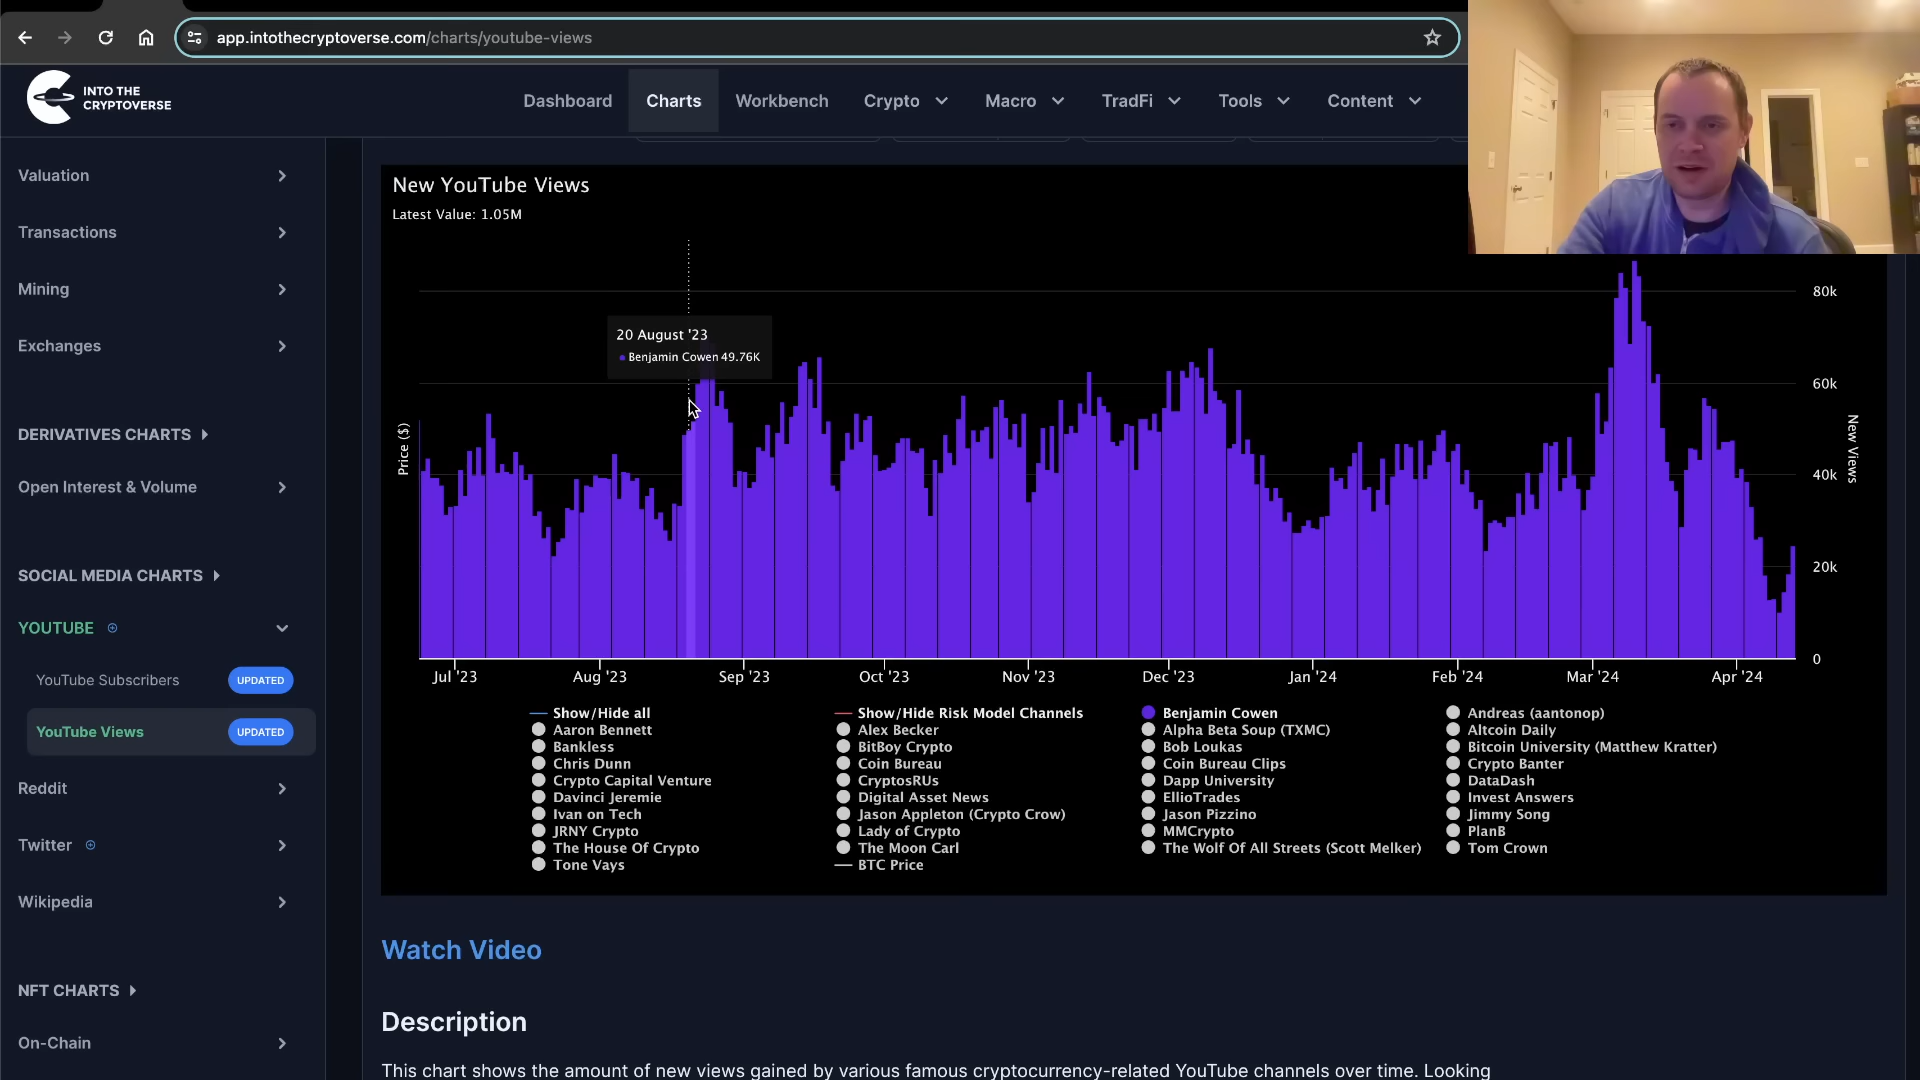 app.intothecryptoverse.com/charts/youtube-views
INTO THE
CRYPTOVERSE
Dashboard
Charts
Workbench
Crypto
Macro
TradFi
Tools
Content
Valuation
Transactions
Mining
Exchanges
DERIVATIVES CHARTS
Open Interest & Volume
SOCIAL MEDIA CHARTS
YOUTUBE
YouTube Subscribers UPDATED
YouTube Views UPDATED
Reddit
Twitter
Wikipedia
NFT CHARTS
On-Chain
New YouTube Views
Latest Value: 1.05M
20 August '23
Benjamin Cowen 49.76K
Price ($)
80k
60k
40k
20k
0
New Views
Jul '23 Aug '23 Sep '23 Oct '23 Nov '23 Dec '23 Jan '24 Feb '24 Mar '24 Apr '24
Show/Hide all Show/Hide Risk Model Channels Benjamin Cowen Andreas (aantonop)
Aaron Bennett Alex Becker Alpha Beta Soup (TXMC) Altcoin Daily
Bankless BitBoy Crypto Bob Loukas Bitcoin University (Matthew Kratter)
Chris Dunn Coin Bureau Coin Bureau Clips Crypto Banter
Crypto Capital Venture CryptosRUs Dapp University DataDash
Davinci Jeremie Digital Asset News EllioTrades Invest Answers
Ivan on Tech Jason Appleton (Crypto Crow) Jason Pizzino Jimmy Song
JRNY Crypto Lady of Crypto MMCrypto PlanB
The House Of Crypto The Moon Carl The Wolf Of All Streets (Scott Melker) Tom Crown
Tone Vays BTC Price
Watch Video
Description
This chart shows the amount of new views gained by various famous cryptocurrency-related YouTube channels over time. Looking